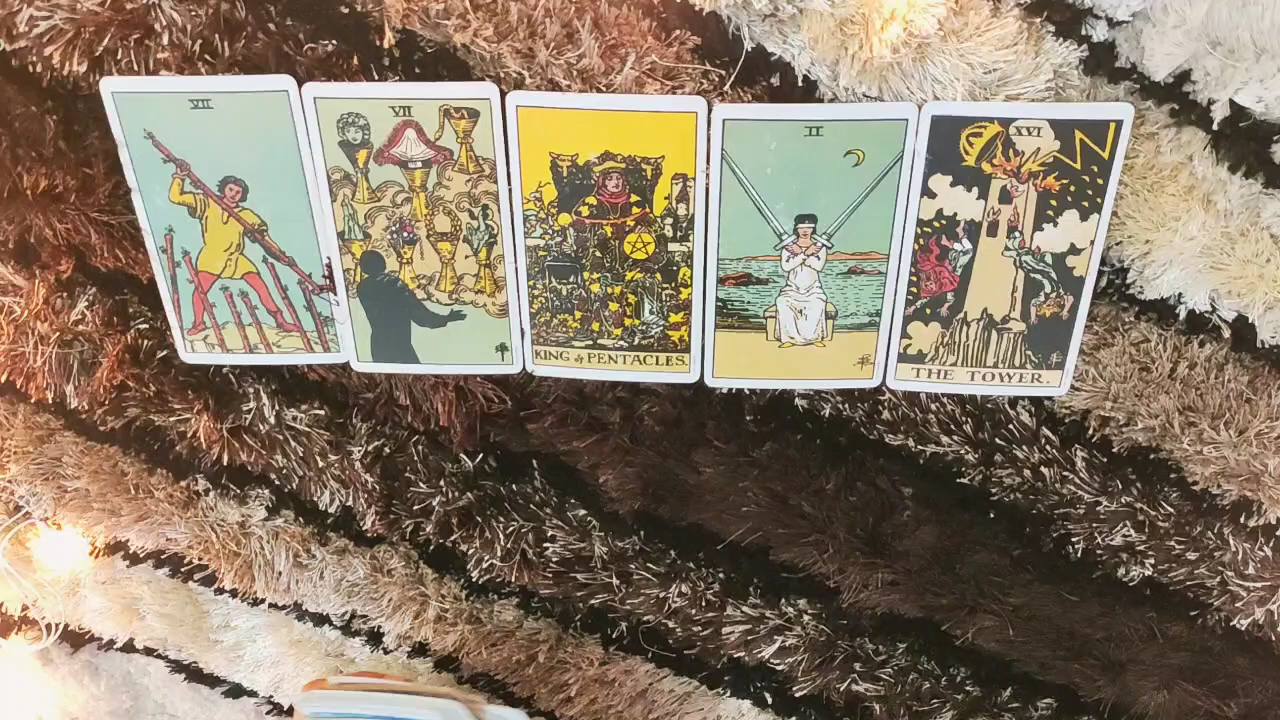 VII
VII
KING of PENTACLES.
II
XVI
THE TOWER.